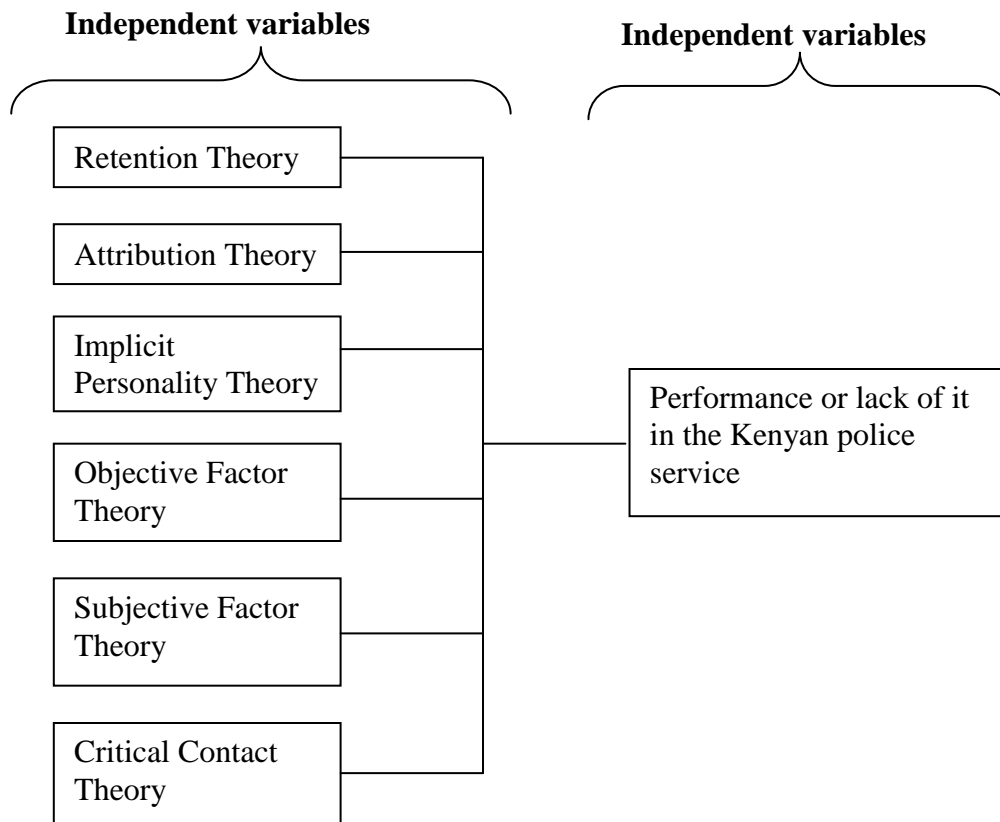 Independent variables
Independent variables
Retention Theory
Attribution Theory
Implicit
Personality Theory
Objective Factor
Theory
Subjective Factor
Theory
Critical Contact
Theory
Performance or lack of it
in the Kenyan police
service